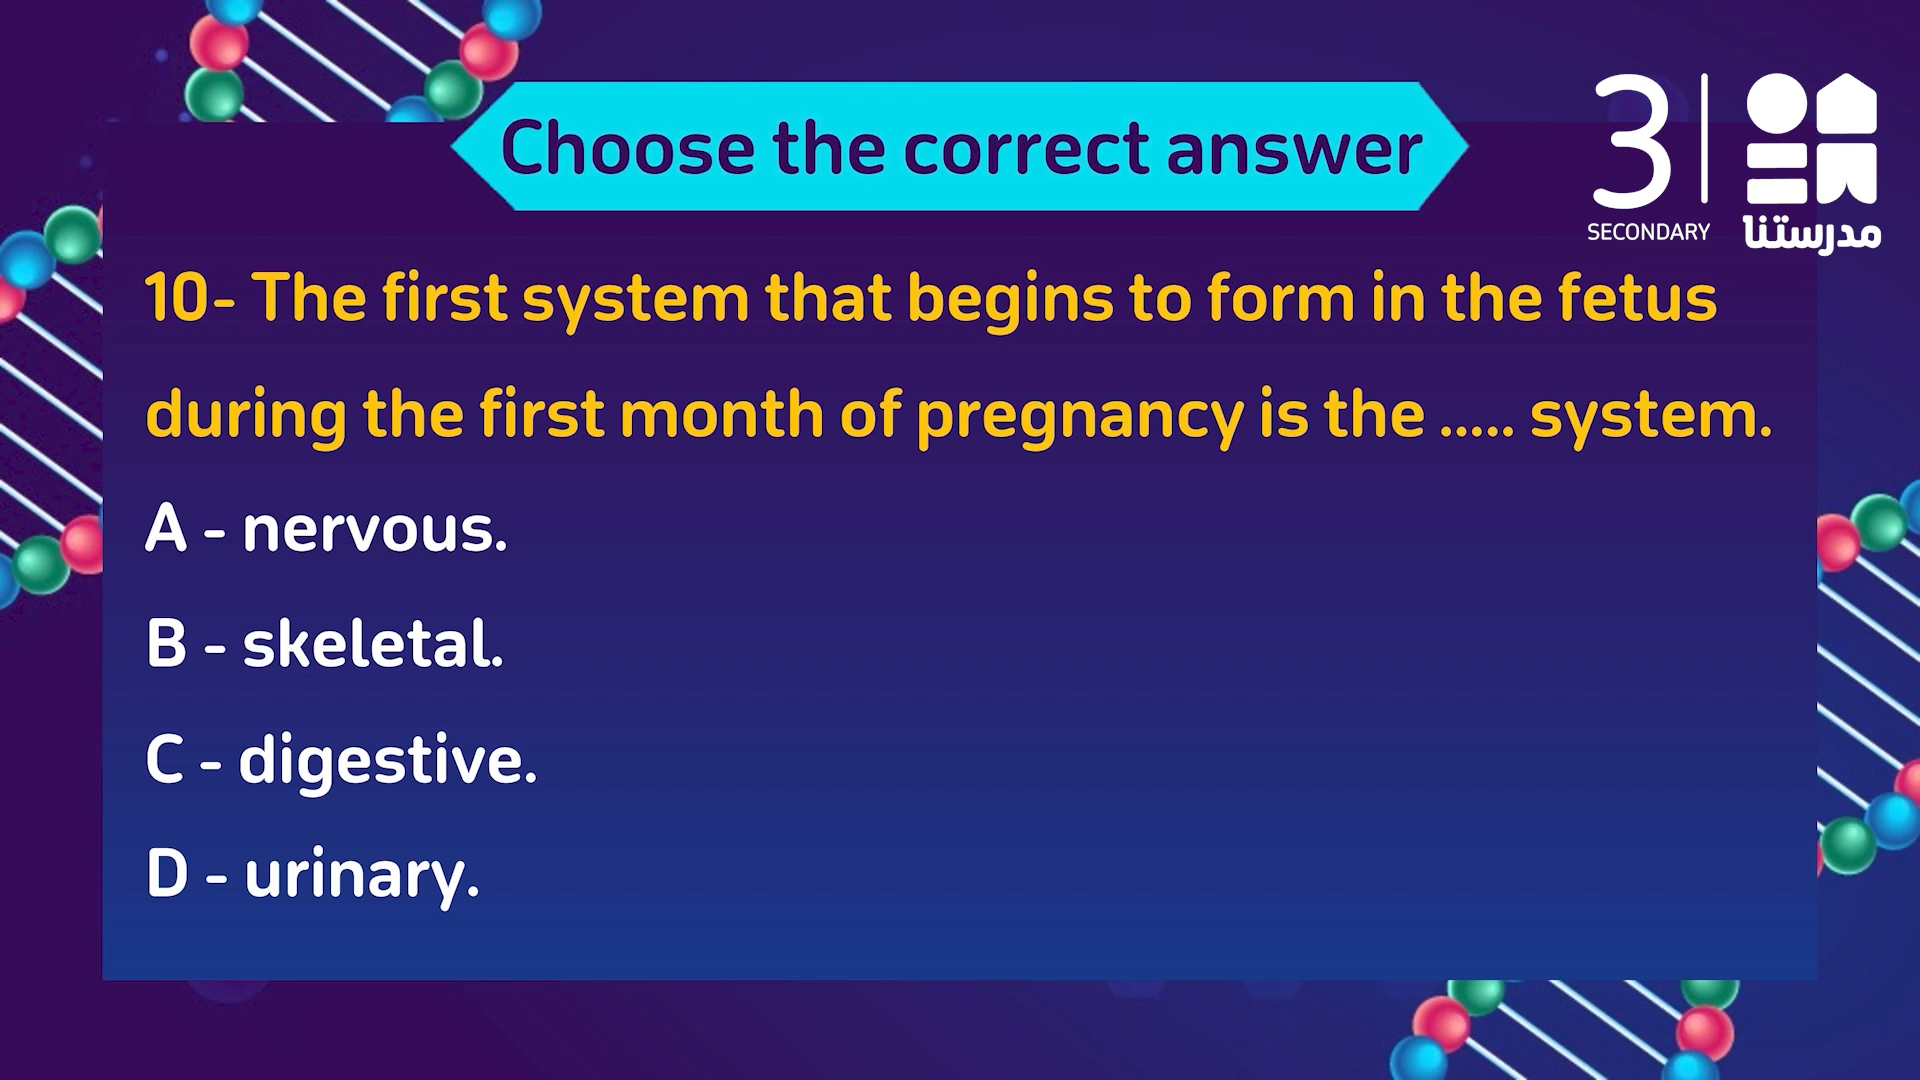 Choose the correct answer
3
SECONDARY
مدرستنا
10- The first system that begins to form in the fetus
during the first month of pregnancy is the ..... system.
A - nervous.
B - skeletal.
C - digestive.
D - urinary.